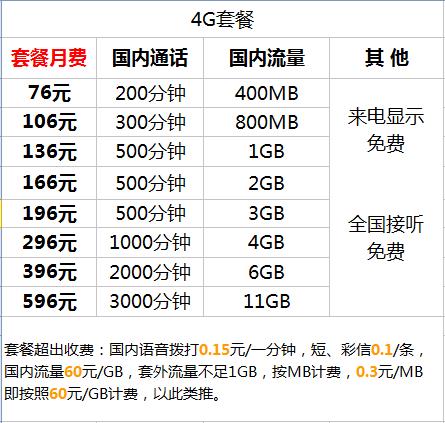 4G套餐
套餐月费 国内通话 国内流量 其 他
76元 200分钟 400MB
106元 300分钟 800MB
136元 500分钟 1GB
166元 500分钟 2GB
196元 500分钟 3GB
296元 1000分钟 4GB
396元 2000分钟 6GB
596元 3000分钟 11GB
来电显示
免费
全国接听
免费
套餐超出收费：国内语音拨打0.15元/一分钟，短、彩信0.1/条，
国内流量60元/GB，套外流量不足1GB，按MB计费，0.3元/MB
即按照60元/GB计费，以此类推。